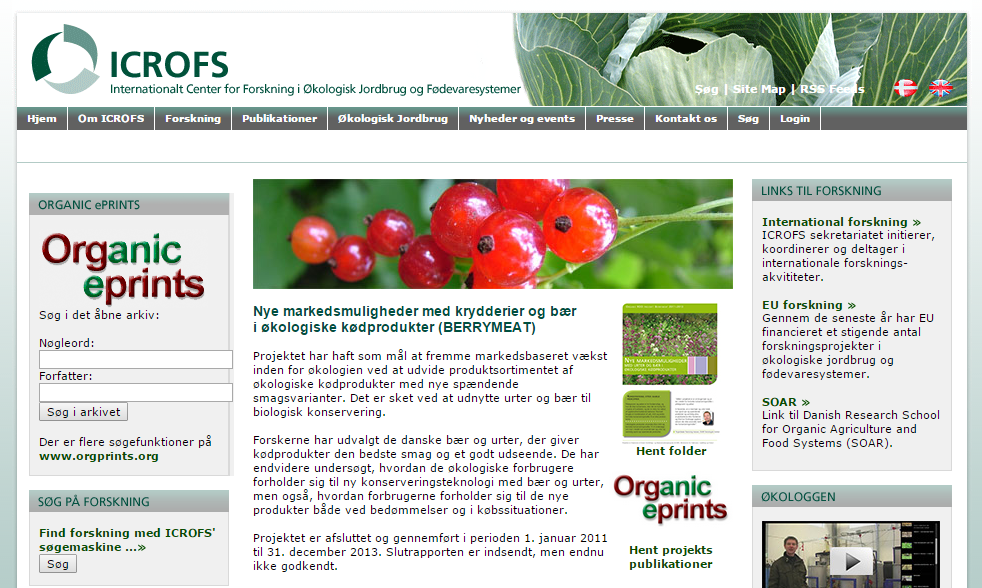 ICROFS
Internationalt Center for Forskning i Økologisk Jordbrug og Fødevaresystemer
Søg | Site Map | RSS Feeds
Hjem Om ICROFS Forskning Publikationer Økologisk Jordbrug Nyheder og events Presse Kontakt os Søg Login
ORGANIC ePRINTS
Organic
eprints
Søg i det åbne arkiv:
Nøgleord:
Forfatter:
Søg i arkivet
Der er flere søgefunktioner på
www.orgprints.org
SØG PÅ FORSKNING
Find forskning med ICROFS'
søgemaskine ...»
Søg
Nye markedsmuligheder med krydderier og bær
i økologiske kødprodukter (BERRYMEAT)
Projektet har haft som mål at fremme markedsbaseret vækst
inden for økologien ved at udvide produktsortimentet af
økologiske kødprodukter med nye spændende
smagsvarianter. Det er sket ved at udnytte urter og bær til
biologisk konservering.
Forskerne har udvalgt de danske bær og urter, der giver
kødprodukter den bedste smag og et godt udseende. De har
endvidere undersøgt, hvordan de økologiske forbrugere
forholder sig til ny konserveringsteknologi med bær og urter,
men også, hvordan forbrugerne forholder sig til de nye
produkter både ved bedømmelser og i købssituationer.
Projektet er afsluttet og gennemført i perioden 1. januar 2011
til 31. december 2013. Slutrapporten er indsendt, men endnu
ikke godkendt.
NYE MARKEDSMULIGHEDER
Hent folder
Organic
eprints
Hent projekts
publikationer
LINKS TIL FORSKNING
International forskning »
ICROFS sekretariatet initierer,
koordinerer og deltager i
internationale forsknings-
akvititeter.
EU forskning »
Gennem de seneste år har EU
financieret et stigende antal
forskningsprojekter i
økologiske jordbrug og
fødevaresystemer.
SOAR »
Link til Danish Research School
for Organic Agriculture and
Food Systems (SOAR).
ØKOLOGGEN